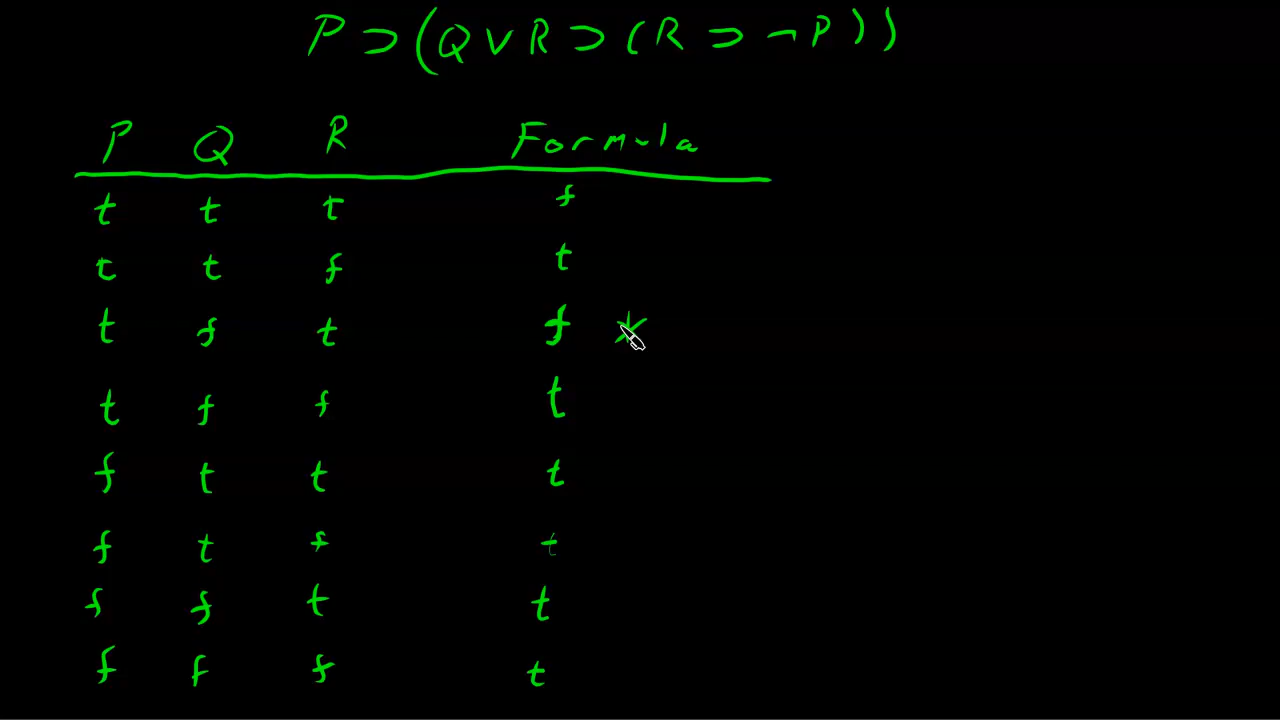 P ⊃ (Q ∨ R ⊃ (R ⊃ ¬P))
P Q R Formula
t t t f
t t f t
t f t f *
t f f t
f t t t
f t f t
f f t t
f f f t